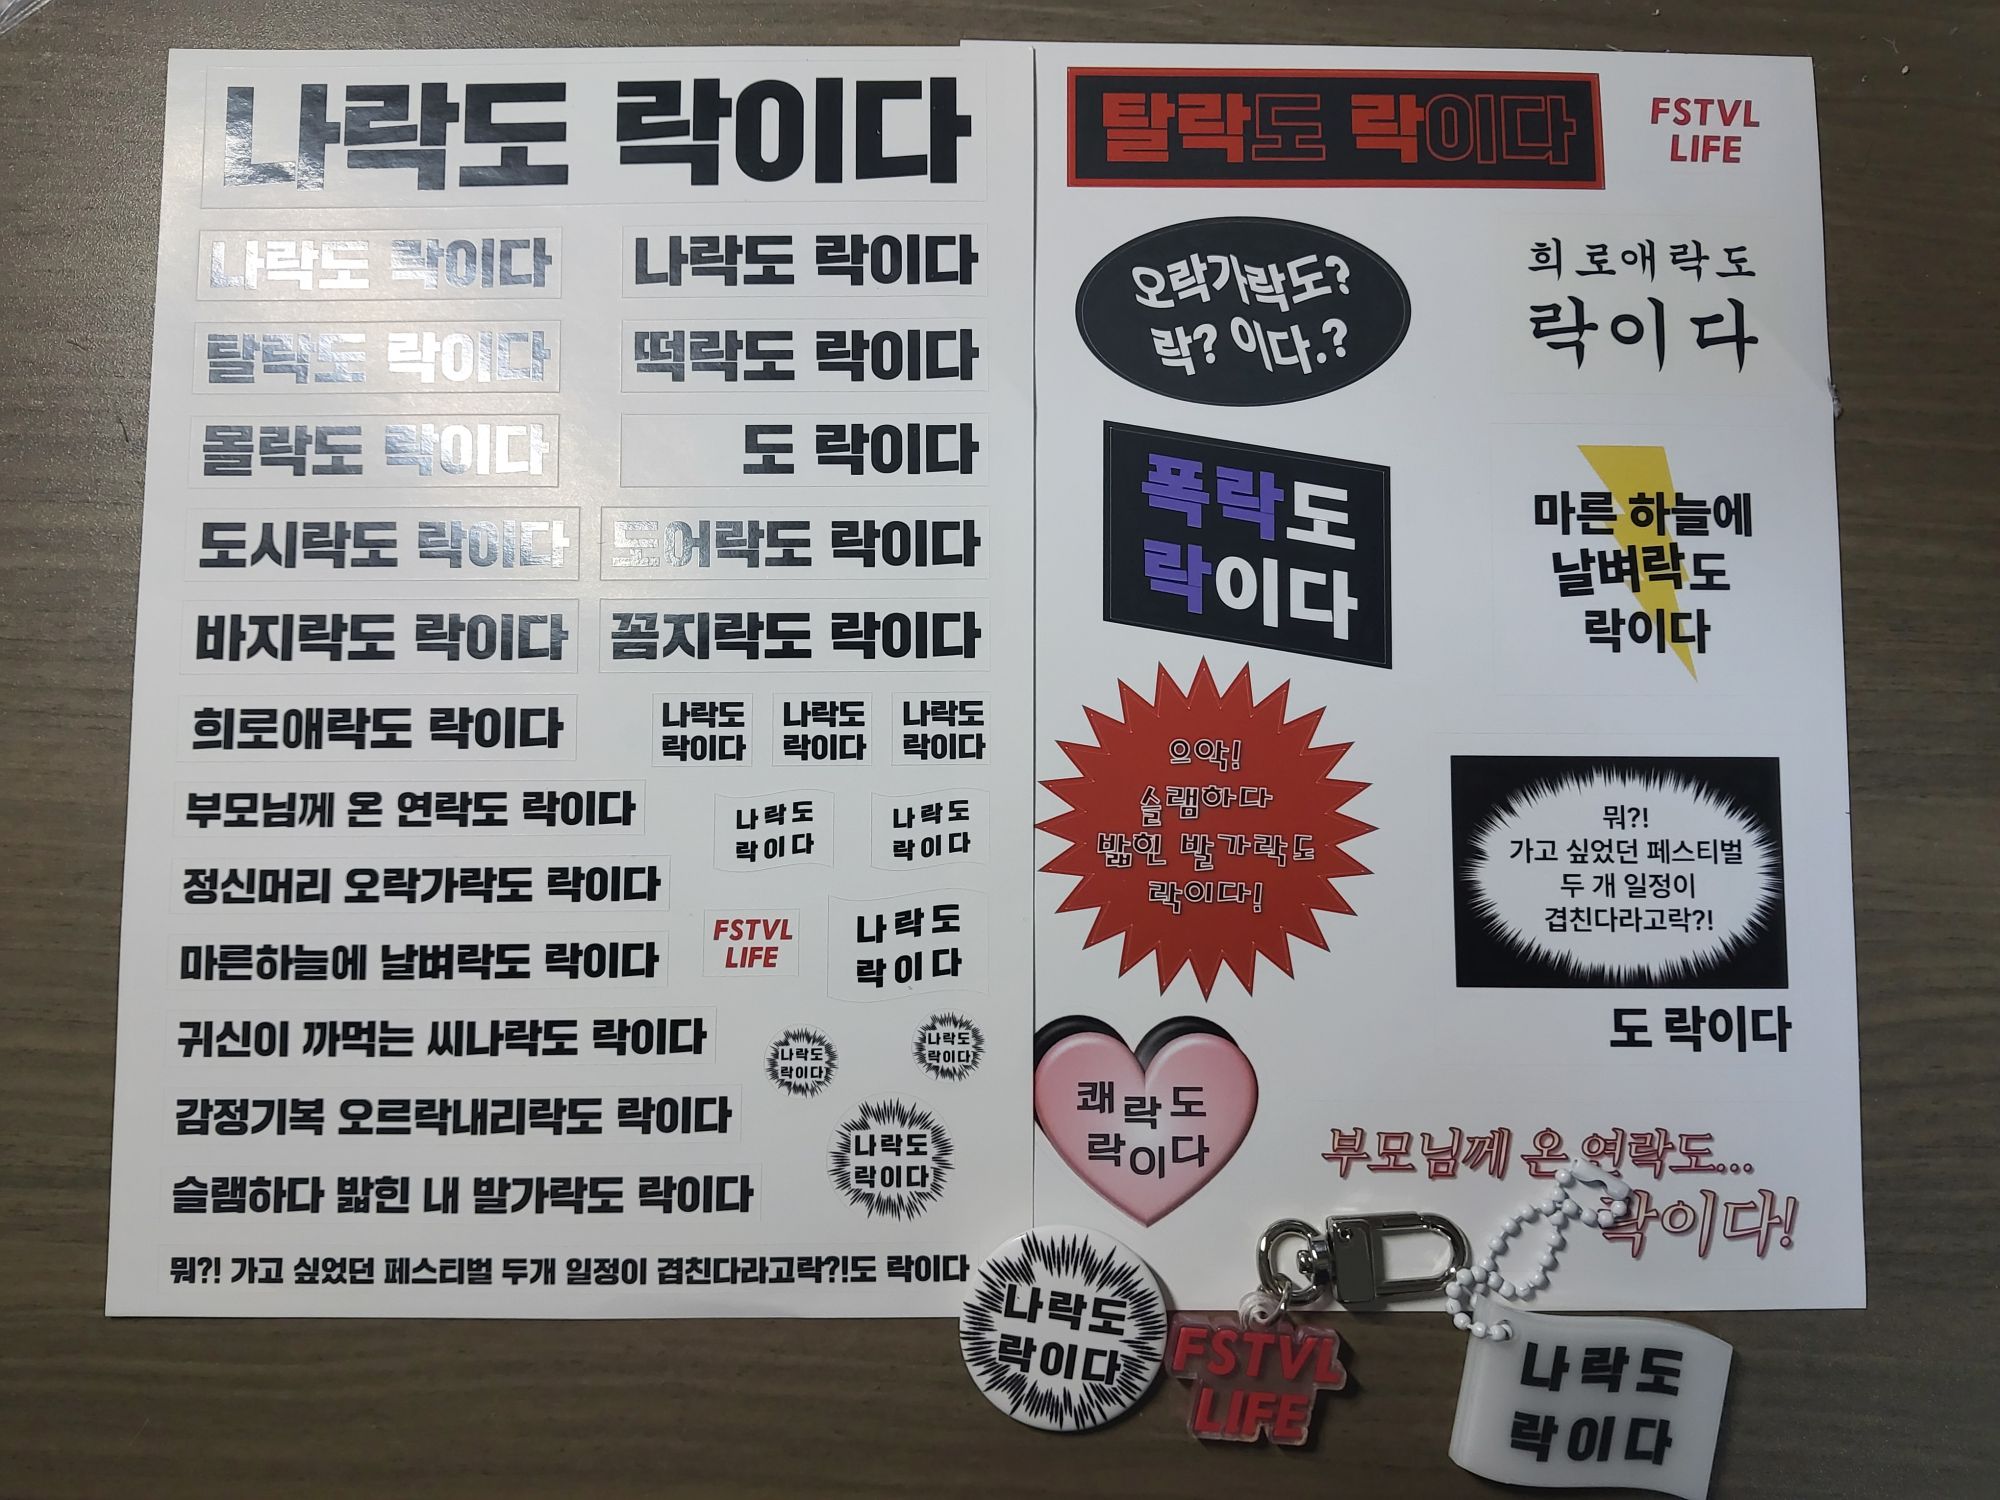 나락도 락이다
나락도 락이다
나락도 락이다
탈락도 락이다
떡락도 락이다
몰락도 락이다
도 락이다
도시락도 락이다
도어락도 락이다
바지락도 락이다
꼼지락도 락이다
희로애락도 락이다
나락도
락이다
나락도
락이다
나락도
락이다
부모님께 온 연락도 락이다
나락도
락이다
나락도
락이다
정신머리 오락가락도 락이다
FSTVL
LIFE
나락도
락이다
마른하늘에 날벼락도 락이다
귀신이 까먹는 씨나락도 락이다
나락도
락이다
나락도
락이다
감정기복 오르락내리락도 락이다
나락도
락이다
슬램하다 밟힌 내 발가락도 락이다
뭐?! 가고 싶었던 페스티벌 두개 일정이 겹친다라고락?!도 락이다
탈락도 락이다
FSTVL
LIFE
오락가락도?
락? 이다.?
희로애락도
락이다
폭락도
락이다
마른 하늘에
날벼락도
락이다
으악!
슬램하다
밟힌 발가락도
락이다!
뭐?!
가고 싶었던 페스티벌
두 개 일정이
겹친다라고락?!
도 락이다
쾌락도
락이다
부모님께 온 연락도...
락이다!
나락도
락이다
FSTVL
LIFE
나락도
락이다